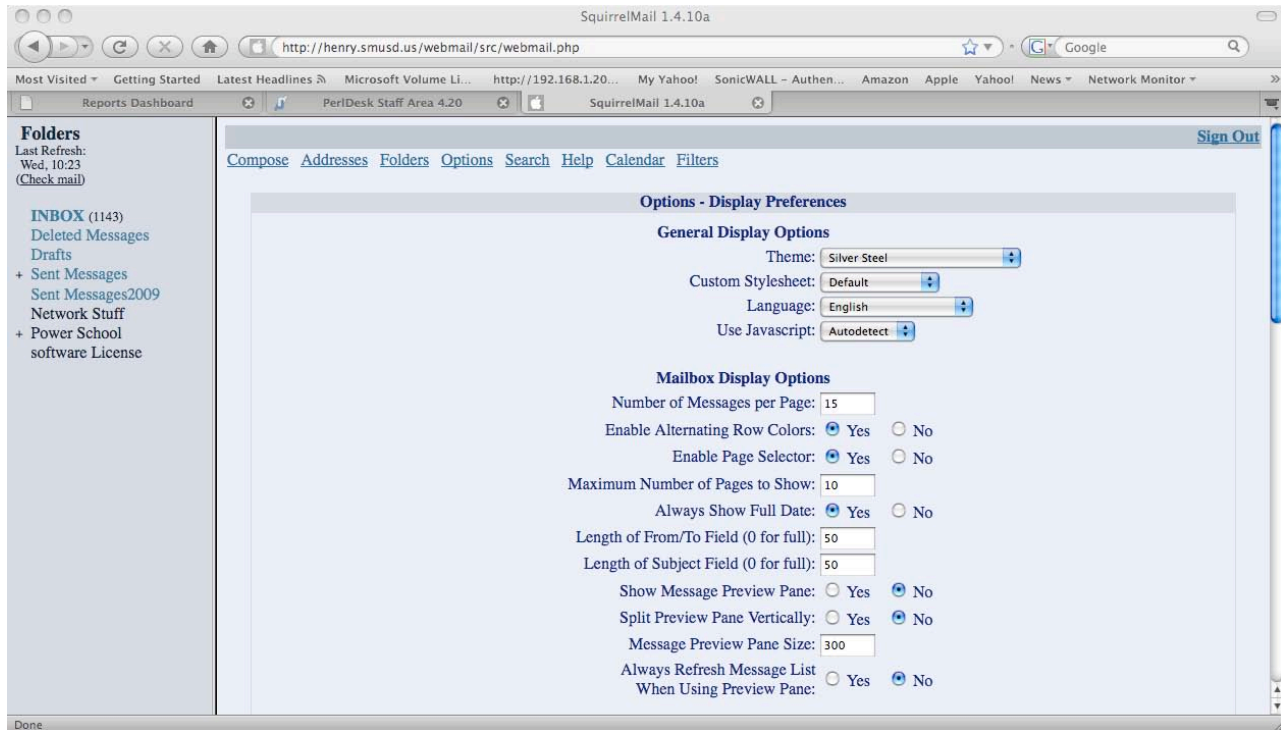 SquirrelMail 1.4.10a
http://henry.smusd.us/webmail/src/webmail.php
Google
Most Visited Getting Started Latest Headlines Microsoft Volume Li... http://192.168.1.20... My Yahoo! SonicWALL - Authen... Amazon Apple Yahoo! News Network Monitor »
Reports Dashboard PerlDesk Staff Area 4.20 SquirrelMail 1.4.10a
Folders
Last Refresh:
Wed, 10:23
(Check mail)
INBOX (1143)
Deleted Messages
Drafts
+ Sent Messages
Sent Messages2009
Network Stuff
+ Power School
software License
Sign Out
Compose Addresses Folders Options Search Help Calendar Filters
Options - Display Preferences
General Display Options
Theme: Silver Steel
Custom Stylesheet: Default
Language: English
Use Javascript: Autodetect
Mailbox Display Options
Number of Messages per Page: 15
Enable Alternating Row Colors: Yes No
Enable Page Selector: Yes No
Maximum Number of Pages to Show: 10
Always Show Full Date: Yes No
Length of From/To Field (0 for full): 50
Length of Subject Field (0 for full): 50
Show Message Preview Pane: Yes No
Split Preview Pane Vertically: Yes No
Message Preview Pane Size: 300
Always Refresh Message List
When Using Preview Pane: Yes No
Done